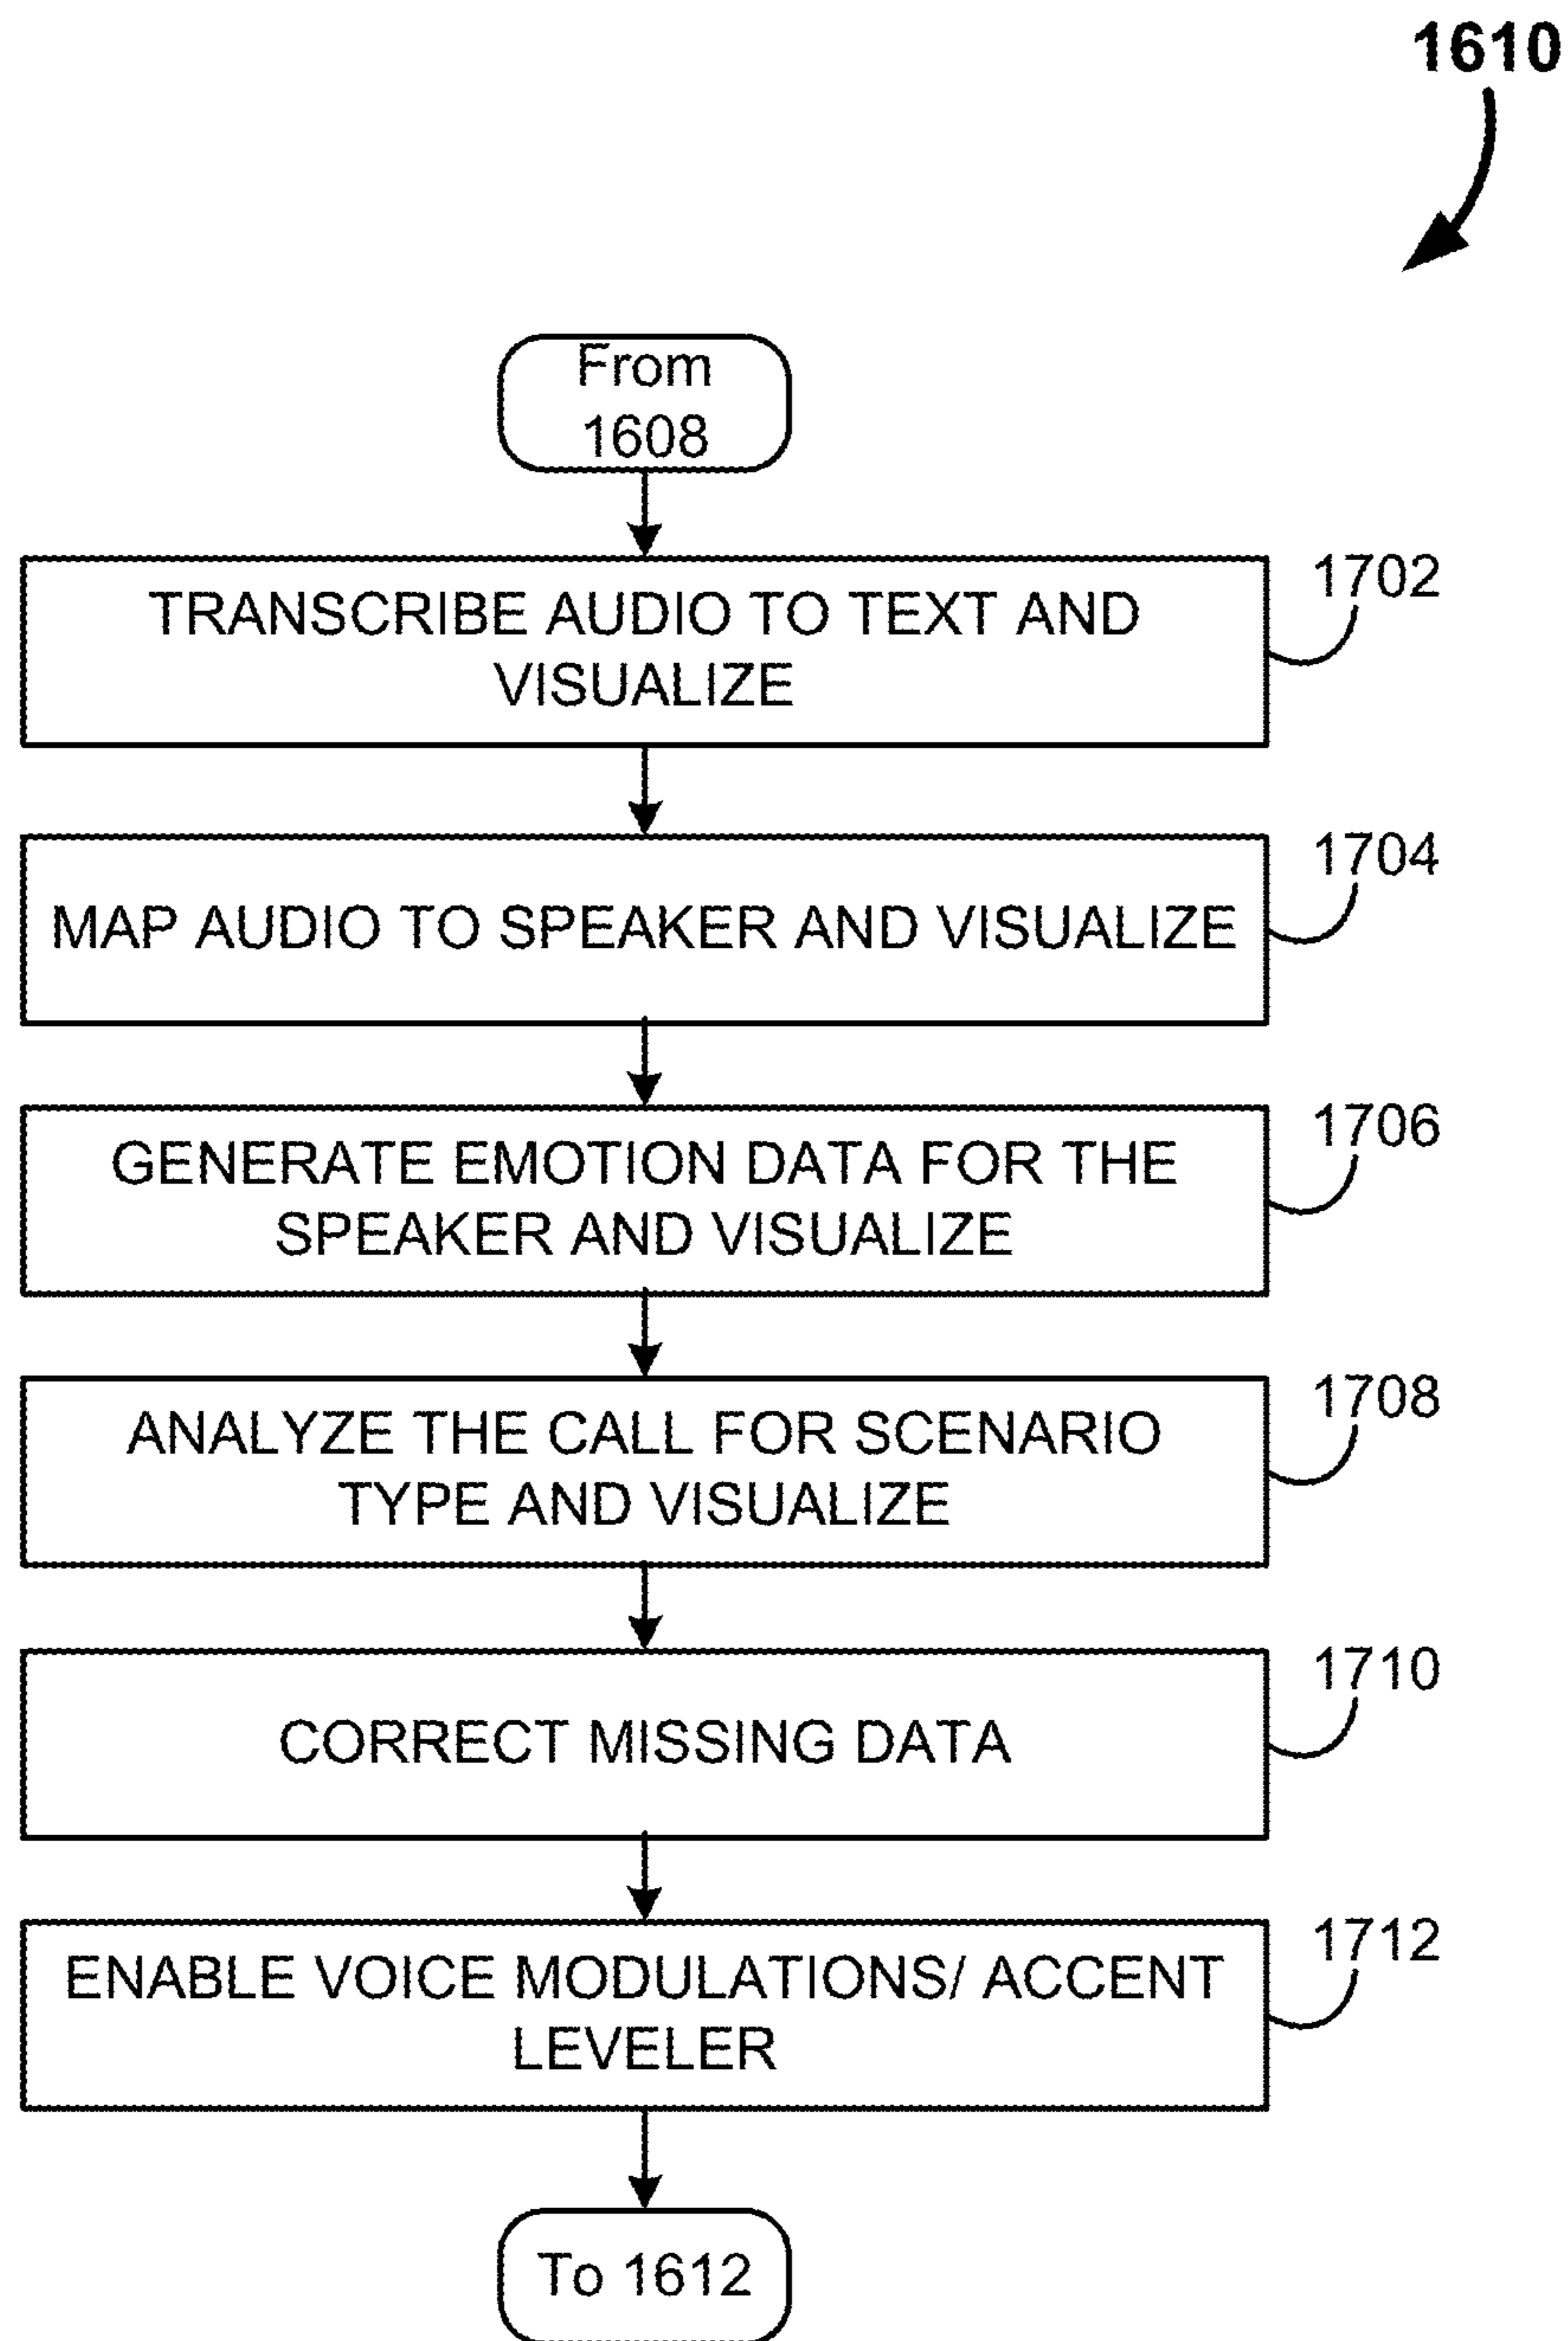 1610
From
1608
TRANSCRIBE AUDIO TO TEXT AND
VISUALIZE
1702
MAP AUDIO TO SPEAKER AND VISUALIZE
1704
GENERATE EMOTION DATA FOR THE
SPEAKER AND VISUALIZE
1706
ANALYZE THE CALL FOR SCENARIO
TYPE AND VISUALIZE
1708
CORRECT MISSING DATA
1710
ENABLE VOICE MODULATIONS/ ACCENT
LEVELER
1712
To 1612